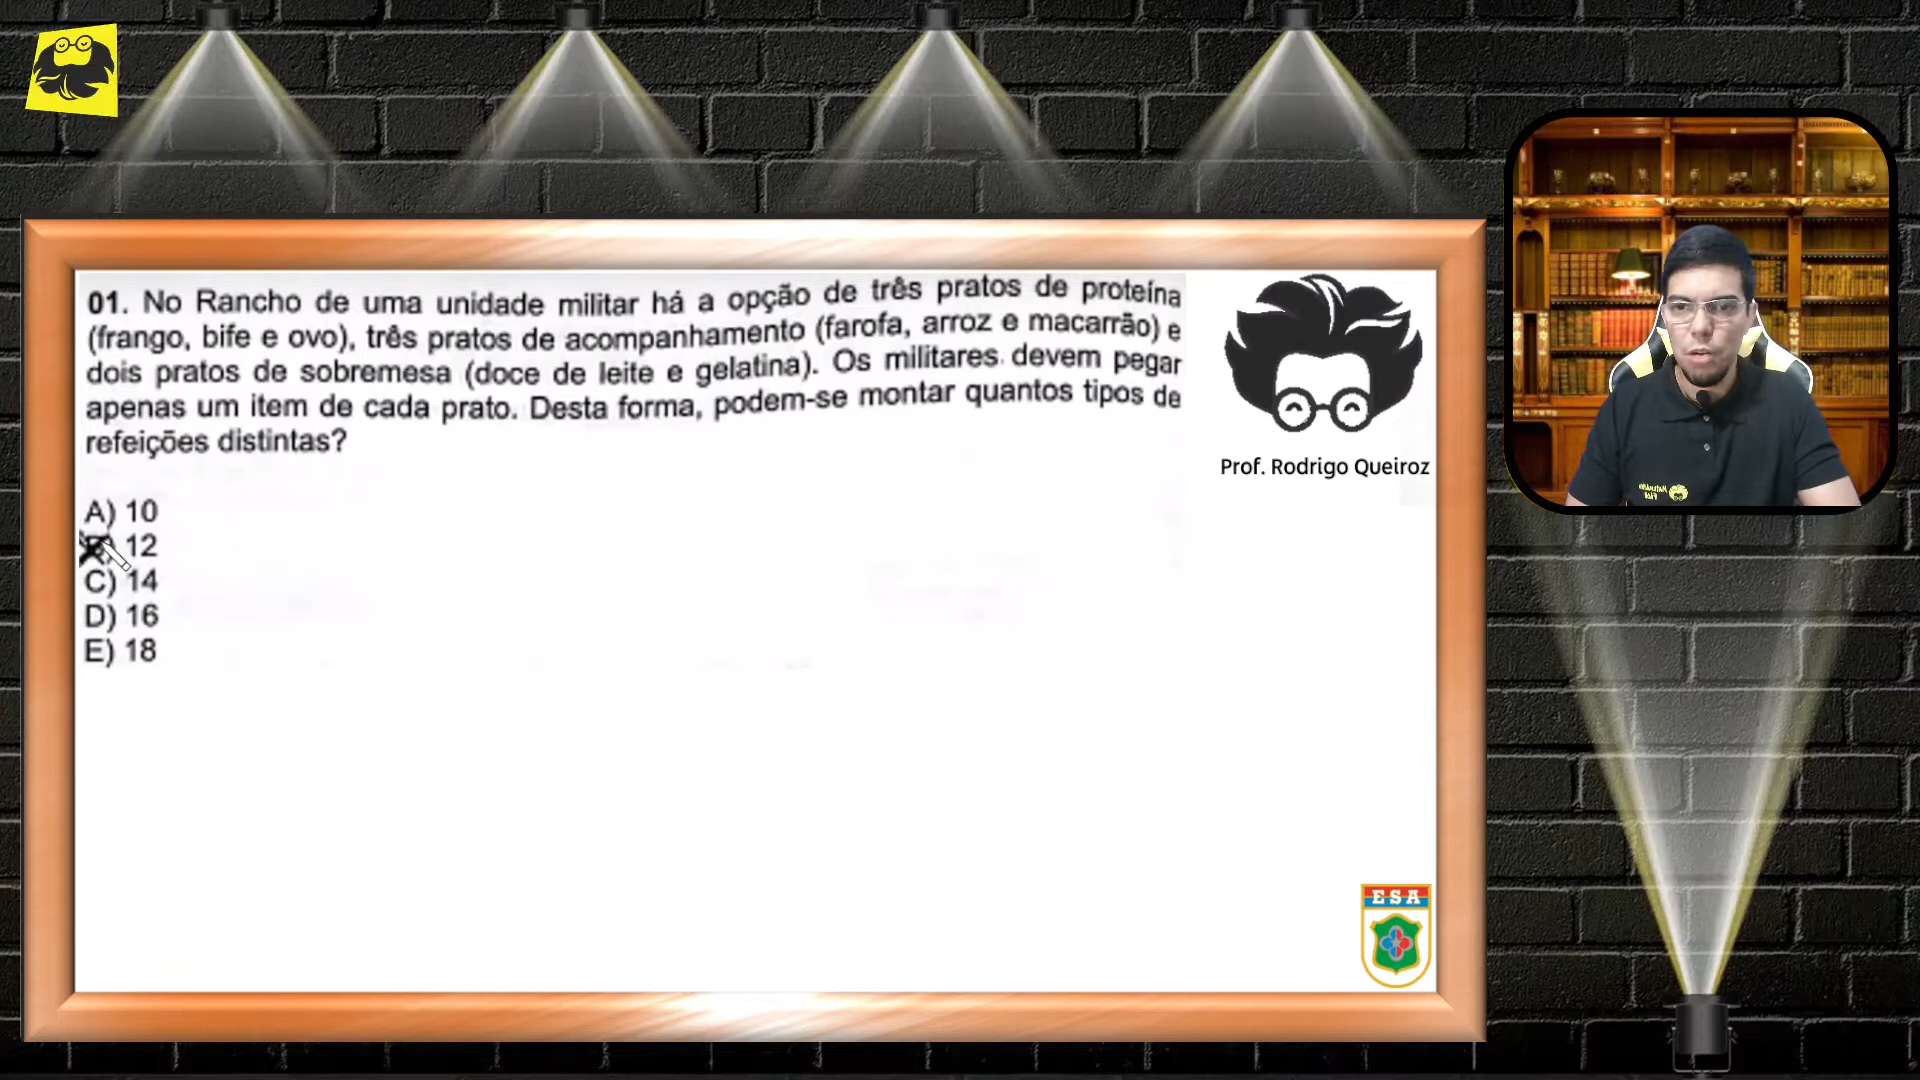 01. No Rancho de uma unidade militar há a opção de três pratos de proteína
(frango, bife e ovo), três pratos de acompanhamento (farofa, arroz e macarrão) e
dois pratos de sobremesa (doce de leite e gelatina). Os militares devem pegar
apenas um item de cada prato. Desta forma, podem-se montar quantos tipos de
refeições distintas?
Prof. Rodrigo Queiroz
A) 10
B) 12
C) 14
D) 16
E) 18
ESA